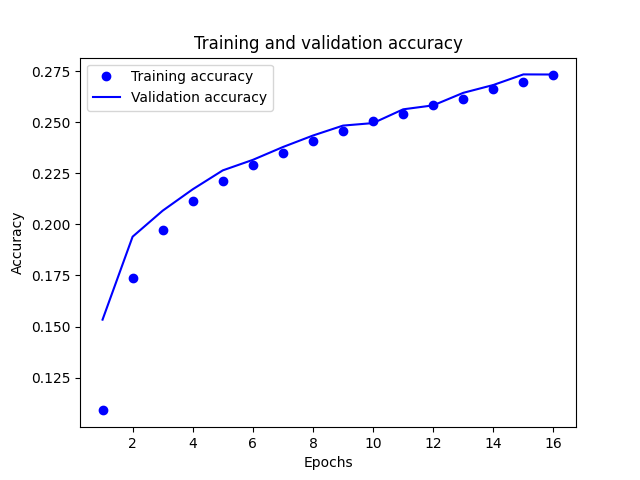 Training and validation accuracy
Training accuracy
Validation accuracy
0.275
0.250
0.225
0.200
0.175
0.150
0.125
Accuracy
2 4 6 8 10 12 14 16
Epochs